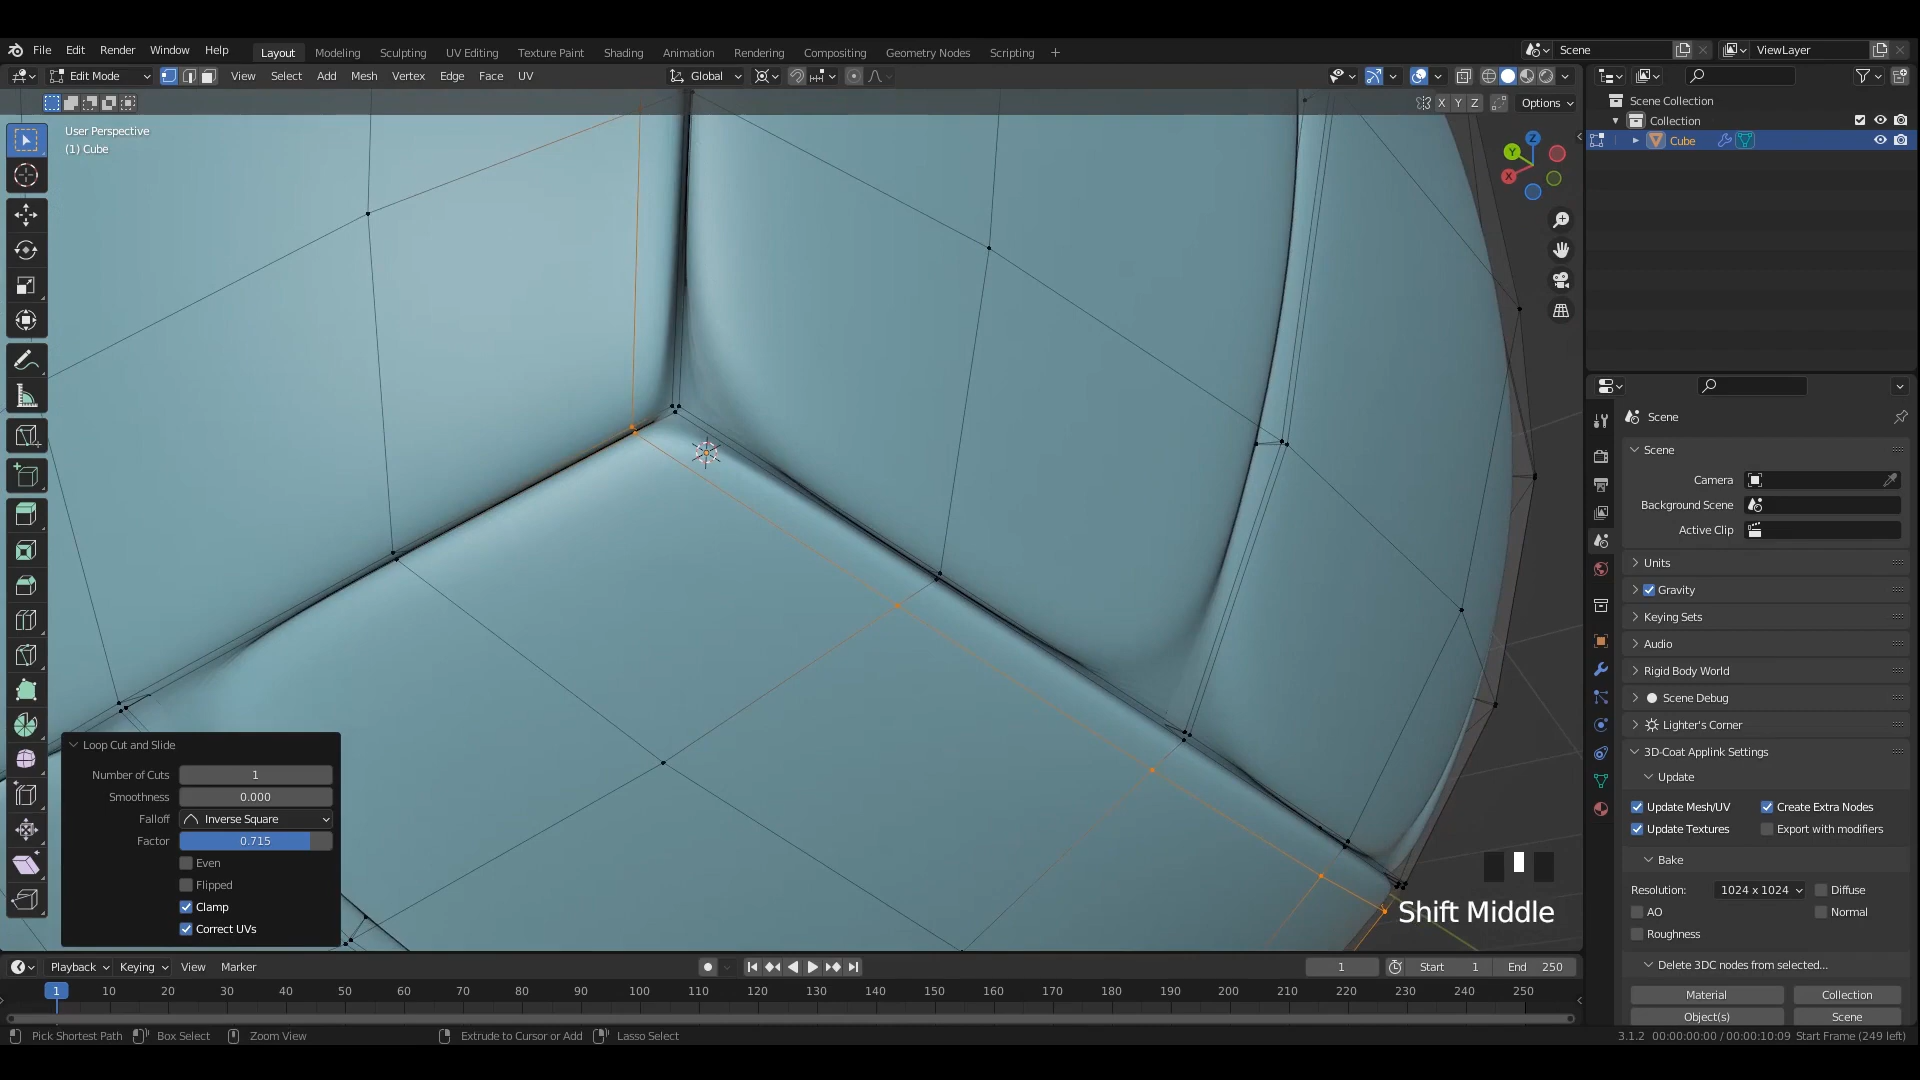 File Edit Render Window Help Layout Modeling Sculpting UV Editing Texture Paint Shading Animation Rendering Compositing Geometry Nodes Scripting + Scene ViewLayer
Edit Mode View Select Add Mesh Vertex Edge Face UV Global
X Y Z Options
User Perspective
(1) Cube
Z
Y
X
Scene Collection
Collection
Cube
Scene
Scene
Camera
Background Scene
Active Clip
Units
Gravity
Keying Sets
Audio
Rigid Body World
Scene Debug
Lighter's Corner
3D-Coat Applink Settings
Update
Update Mesh/UV Create Extra Nodes
Update Textures Export with modifiers
Bake
Resolution: 1024 x 1024 Diffuse
AO Normal
Roughness
Delete 3DC nodes from selected...
Material Collection
Object(s) Scene
Loop Cut and Slide
Number of Cuts 1
Smoothness 0.000
Falloff Inverse Square
Factor 0.715
Even
Flipped
Clamp
Correct UVs
Shift Middle
Playback Keying View Marker 1 Start 1 End 250
1 10 20 30 40 50 60 70 80 90 100 110 120 130 140 150 160 170 180 190 200 210 220 230 240 250
Pick Shortest Path Box Select Zoom View Extrude to Cursor or Add Lasso Select 3.1.2 00:00:00:00 / 00:00:10:09 Start Frame (249 left)